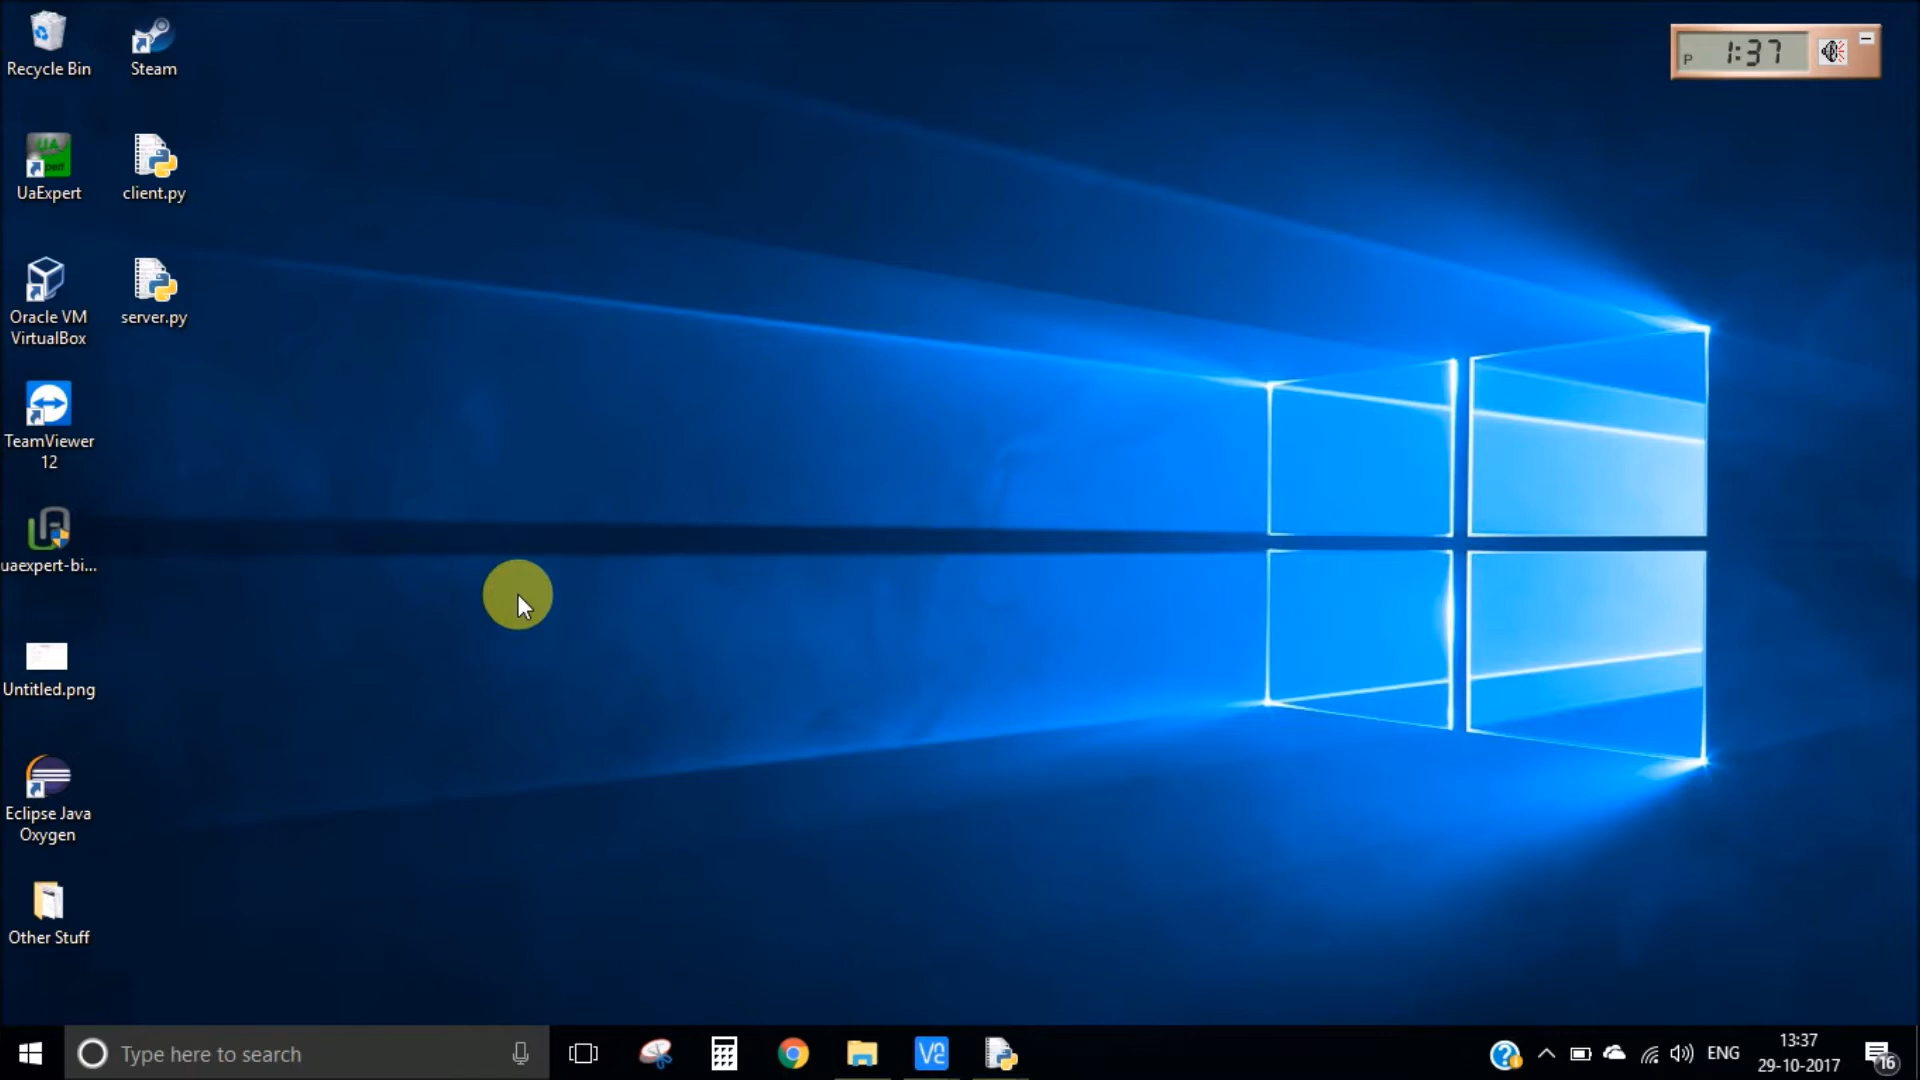 Recycle Bin
Steam
P 1:37
UaExpert
client.py
Oracle VM
VirtualBox
server.py
TeamViewer
12
uaexpert-bi...
Untitled.png
Eclipse Java
Oxygen
Other Stuff
Type here to search
ENG
13:37
29-10-2017
16